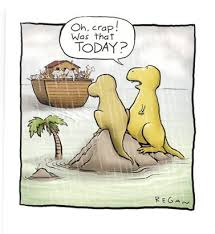 Oh, crap!
Was that
TODAY?
REGAN